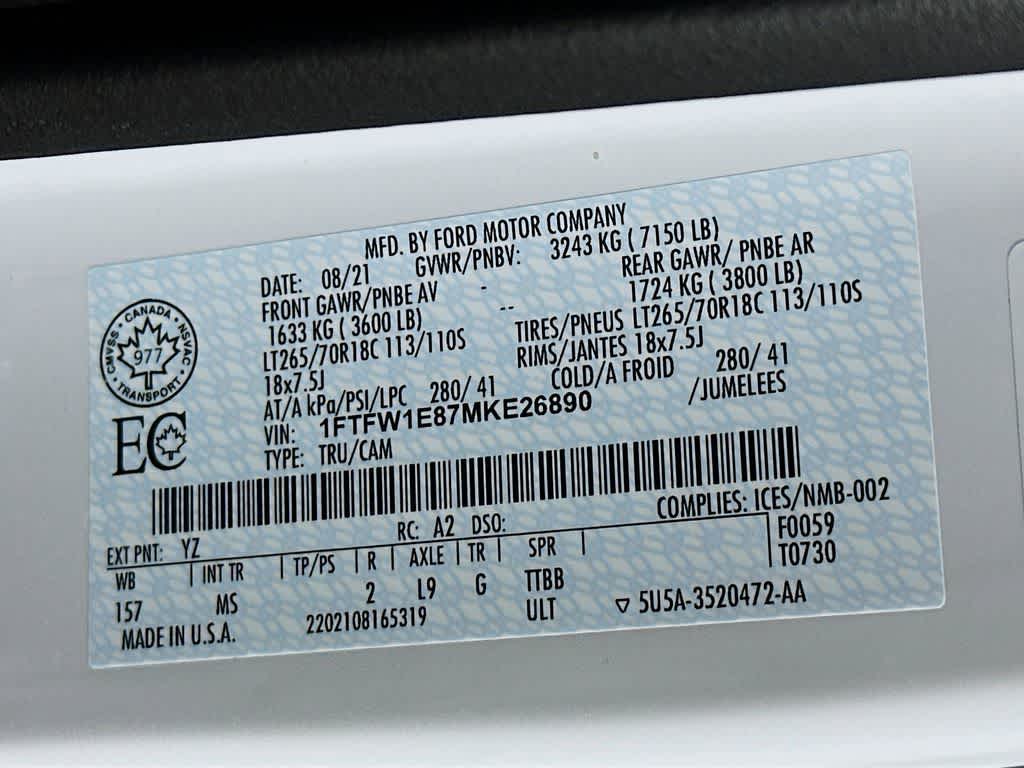 MFD. BY FORD MOTOR COMPANY
DATE: 08/21 GVWR/PNBV: 3243 KG ( 7150 LB)
FRONT GAWR/PNBE AV - REAR GAWR/ PNBE AR
1633 KG ( 3600 LB) -- 1724 KG ( 3800 LB)
LT265/70R18C 113/110S TIRES/PNEUS LT265/70R18C 113/110S
18x7.5J RIMS/JANTES 18x7.5J
AT/A kPa/PSI/LPC 280/ 41 COLD/A FROID 280/ 41
VIN: 1FTFW1E87MKE26890 /JUMELEES
TYPE: TRU/CAM
CANADA
CMVSS NSVAC
977
TRANSPORT
EC
COMPLIES: ICES/NMB-002
EXT PNT: YZ RC: A2 DSO: F0059
WB INT TR TP/PS R AXLE TR SPR T0730
157 MS 2 L9 G TTBB
MADE IN U.S.A. 2202108165319 ULT ▽ 5U5A-3520472-AA